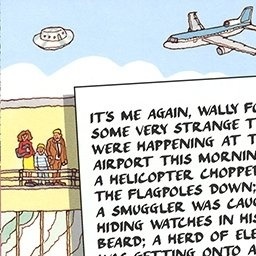 IT'S ME AGAIN, WALLY
SOME VERY STRANGE
WERE HAPPENING AT
AIRPORT THIS
A HELICOPTER
THE FLAGPOLES DOWN;
A SMUGGLER WAS
HIDING WATCHES IN
BEARD; A HERD OF
WAS GETTING ONTO